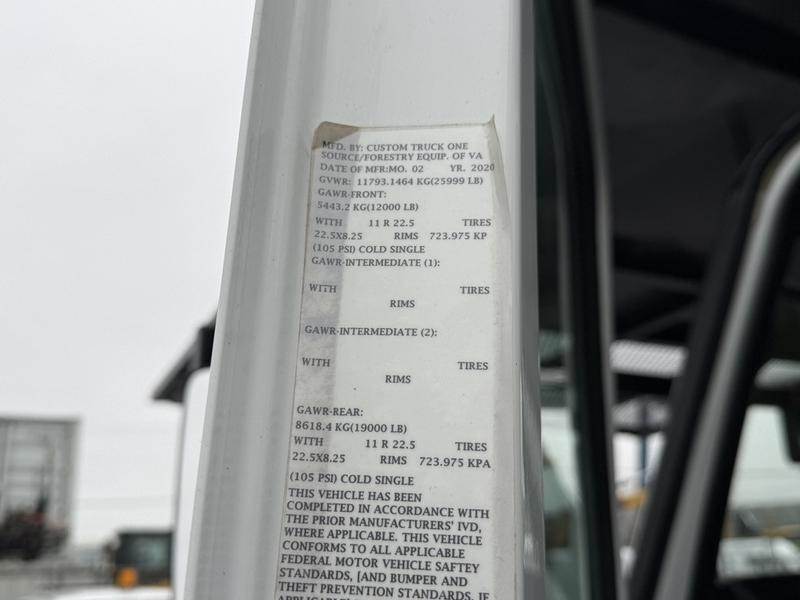 MFD. BY: CUSTOM TRUCK ONE
SOURCE/FORESTRY EQUIP. OF VA
DATE OF MFR:MO. 02 YR. 2020
GVWR: 11793.1464 KG(25999 LB)
GAWR-FRONT:
5443.2 KG(12000 LB)
WITH 11 R 22.5 TIRES
22.5X8.25 RIMS 723.975 KP
(105 PSI) COLD SINGLE
GAWR-INTERMEDIATE (1):
WITH TIRES
RIMS
GAWR-INTERMEDIATE (2):
WITH TIRES
RIMS
GAWR-REAR:
8618.4 KG(19000 LB)
WITH 11 R 22.5 TIRES
22.5X8.25 RIMS 723.975 KPA
(105 PSI) COLD SINGLE
THIS VEHICLE HAS BEEN
COMPLETED IN ACCORDANCE WITH
THE PRIOR MANUFACTURERS' IVD,
WHERE APPLICABLE. THIS VEHICLE
CONFORMS TO ALL APPLICABLE
FEDERAL MOTOR VEHICLE SAFTEY
STANDARDS, [AND BUMPER AND
THEFT PREVENTION STANDARDS, IF